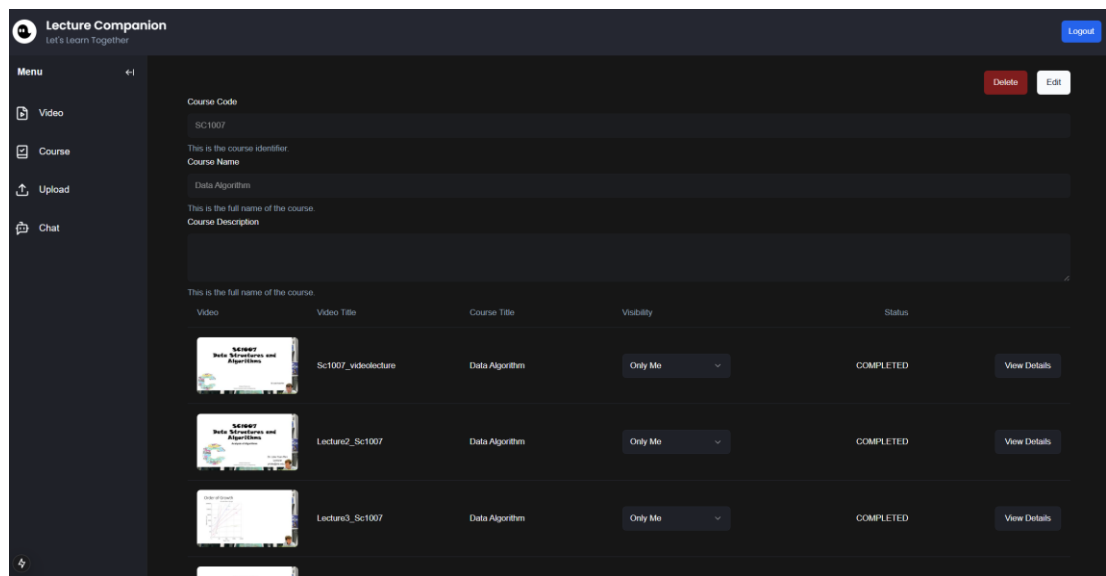 Lecture Companion
Let's Learn Together
Logout
Menu
Delete Edit
Video
Course
Upload
Chat
Course Code
SC1007
This is the course identifier.
Course Name
Data Algorithm
This is the full name of the course.
Course Description
This is the full name of the course.
Video Video Title Course Title Visibility Status
SC1007
Data Structures and
Algorithms
Sc1007_videolecture Data Algorithm Only Me COMPLETED View Details
SC1007
Data Structures and
Algorithms
Lecture2_Sc1007 Data Algorithm Only Me COMPLETED View Details
Order of Growth
Lecture3_Sc1007 Data Algorithm Only Me COMPLETED View Details